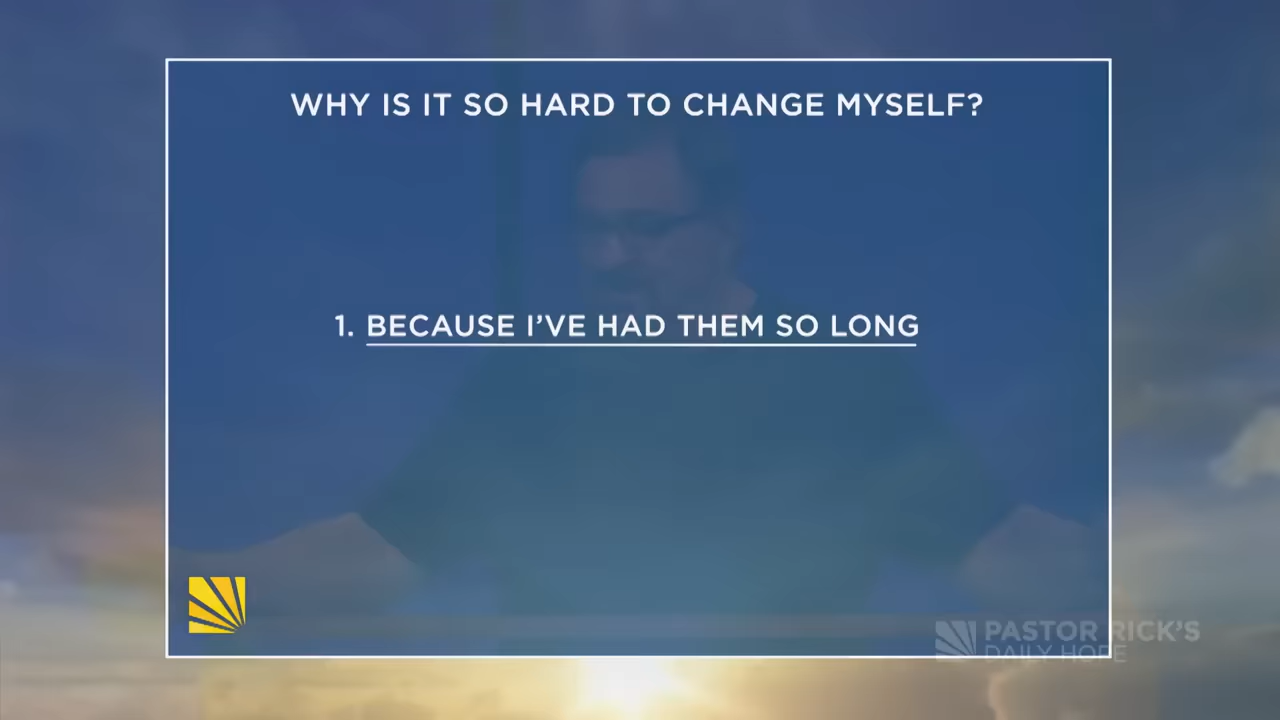 WHY IS IT SO HARD TO CHANGE MYSELF?
1. BECAUSE I'VE HAD THEM SO LONG
PASTOR RICK'S
DAILY HOPE